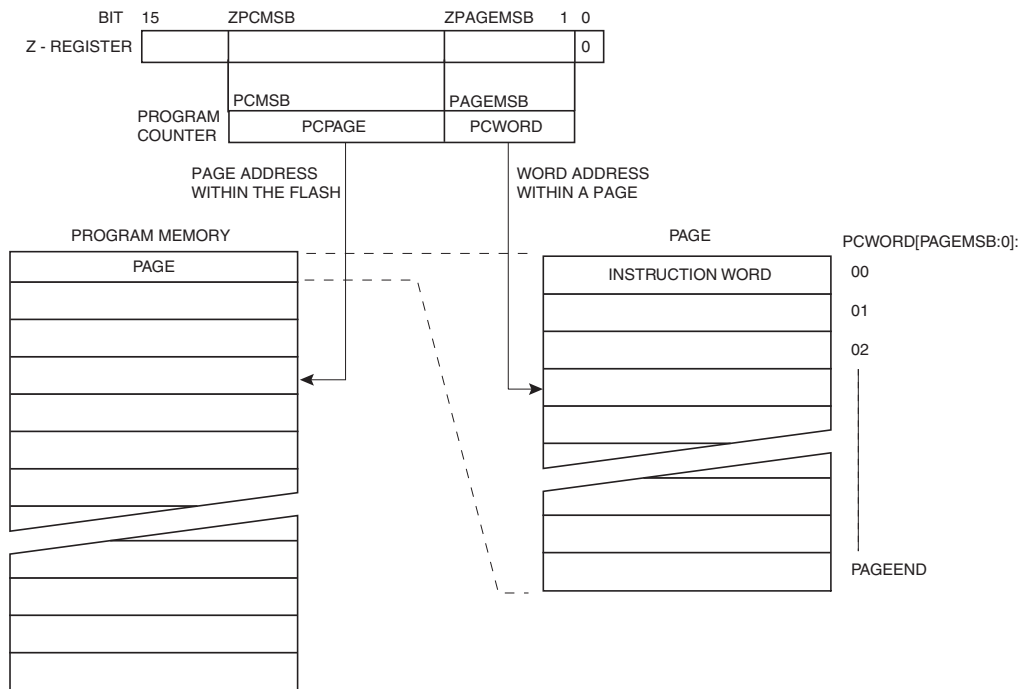 BIT 15 ZPCMSB ZPAGEMSB 1 0
Z - REGISTER 0
PCMSB PAGEMSB
PROGRAM
COUNTER
PCPAGE PCWORD
PAGE ADDRESS
WITHIN THE FLASH
WORD ADDRESS
WITHIN A PAGE
PROGRAM MEMORY
PAGE
PAGE
PCWORD[PAGEMSB:0]:
INSTRUCTION WORD
00
01
02
PAGEEND